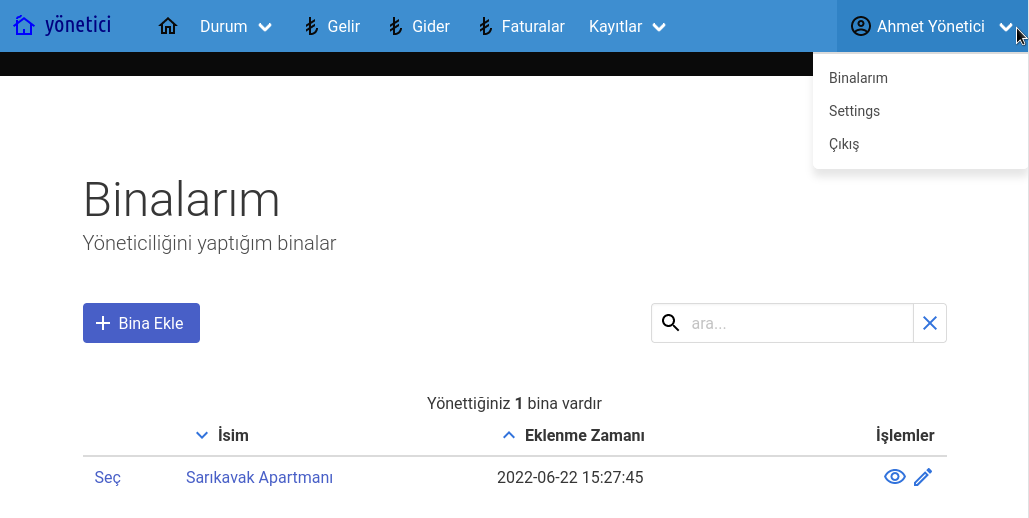 yönetici Durum Gelir Gider Faturalar Kayıtlar Ahmet Yönetici
Binalarım
Settings
Çıkış
Binalarım
Yöneticiliğini yaptığım binalar
Bina Ekle ara...
Yönettiğiniz 1 bina vardır
İsim Eklenme Zamanı İşlemler
Seç Sarıkavak Apartmanı 2022-06-22 15:27:45